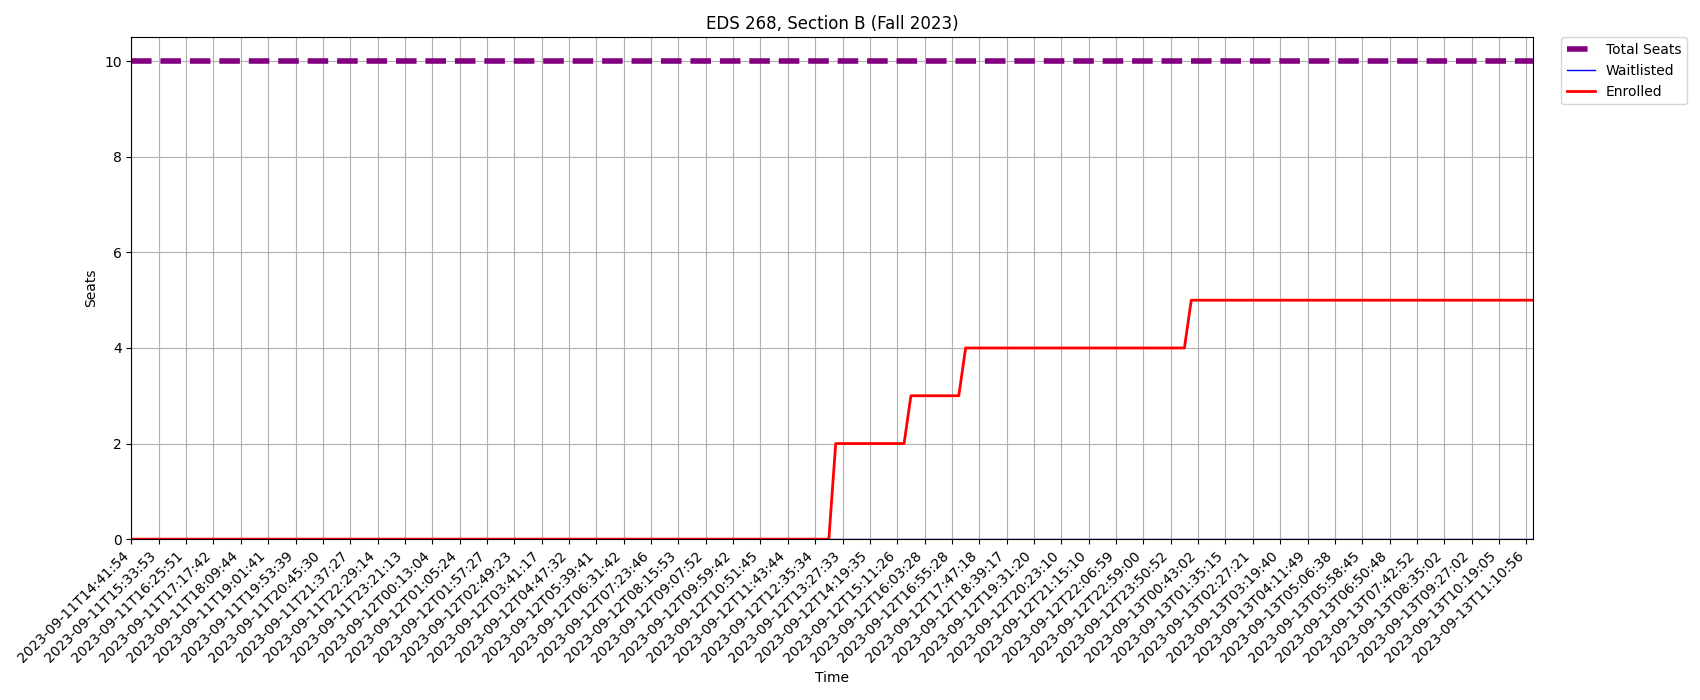 EDS 268, Section B (Fall 2023)
Total Seats
Waitlisted
Enrolled
10
8
6
4
2
0
Seats
2023-09-11T14:41:54
2023-09-11T15:33:53
2023-09-11T16:25:51
2023-09-11T17:17:42
2023-09-11T18:09:44
2023-09-11T19:01:41
2023-09-11T19:53:39
2023-09-11T20:45:30
2023-09-11T21:37:27
2023-09-11T22:29:14
2023-09-11T23:21:13
2023-09-12T00:13:04
2023-09-12T01:05:24
2023-09-12T01:57:27
2023-09-12T02:49:23
2023-09-12T03:41:17
2023-09-12T04:47:32
2023-09-12T05:39:41
2023-09-12T06:31:42
2023-09-12T07:23:46
2023-09-12T08:15:53
2023-09-12T09:07:52
2023-09-12T09:59:42
2023-09-12T10:51:45
2023-09-12T11:43:44
2023-09-12T12:35:34
2023-09-12T13:27:33
2023-09-12T14:19:35
2023-09-12T15:11:26
2023-09-12T16:03:28
2023-09-12T16:55:28
2023-09-12T17:47:18
2023-09-12T18:39:17
2023-09-12T19:31:20
2023-09-12T20:23:10
2023-09-12T21:15:10
2023-09-12T22:06:59
2023-09-12T22:59:00
2023-09-12T23:50:52
2023-09-13T00:43:02
2023-09-13T01:35:15
2023-09-13T02:27:21
2023-09-13T03:19:40
2023-09-13T04:11:49
2023-09-13T05:06:38
2023-09-13T05:58:45
2023-09-13T06:50:48
2023-09-13T07:42:52
2023-09-13T08:35:02
2023-09-13T09:27:02
2023-09-13T10:19:05
2023-09-13T11:10:56
Time